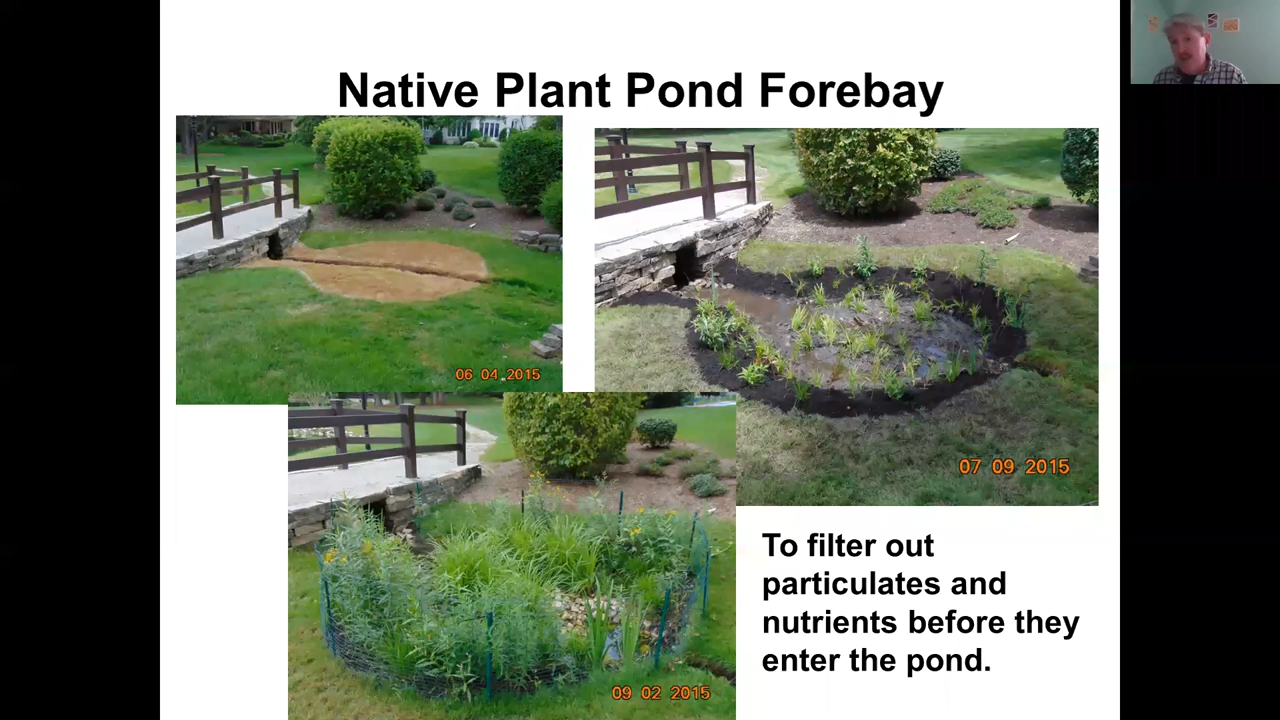 Native Plant Pond Forebay
06 04 2015
07 09 2015
09 02 2015
To filter out
particulates and
nutrients before they
enter the pond.